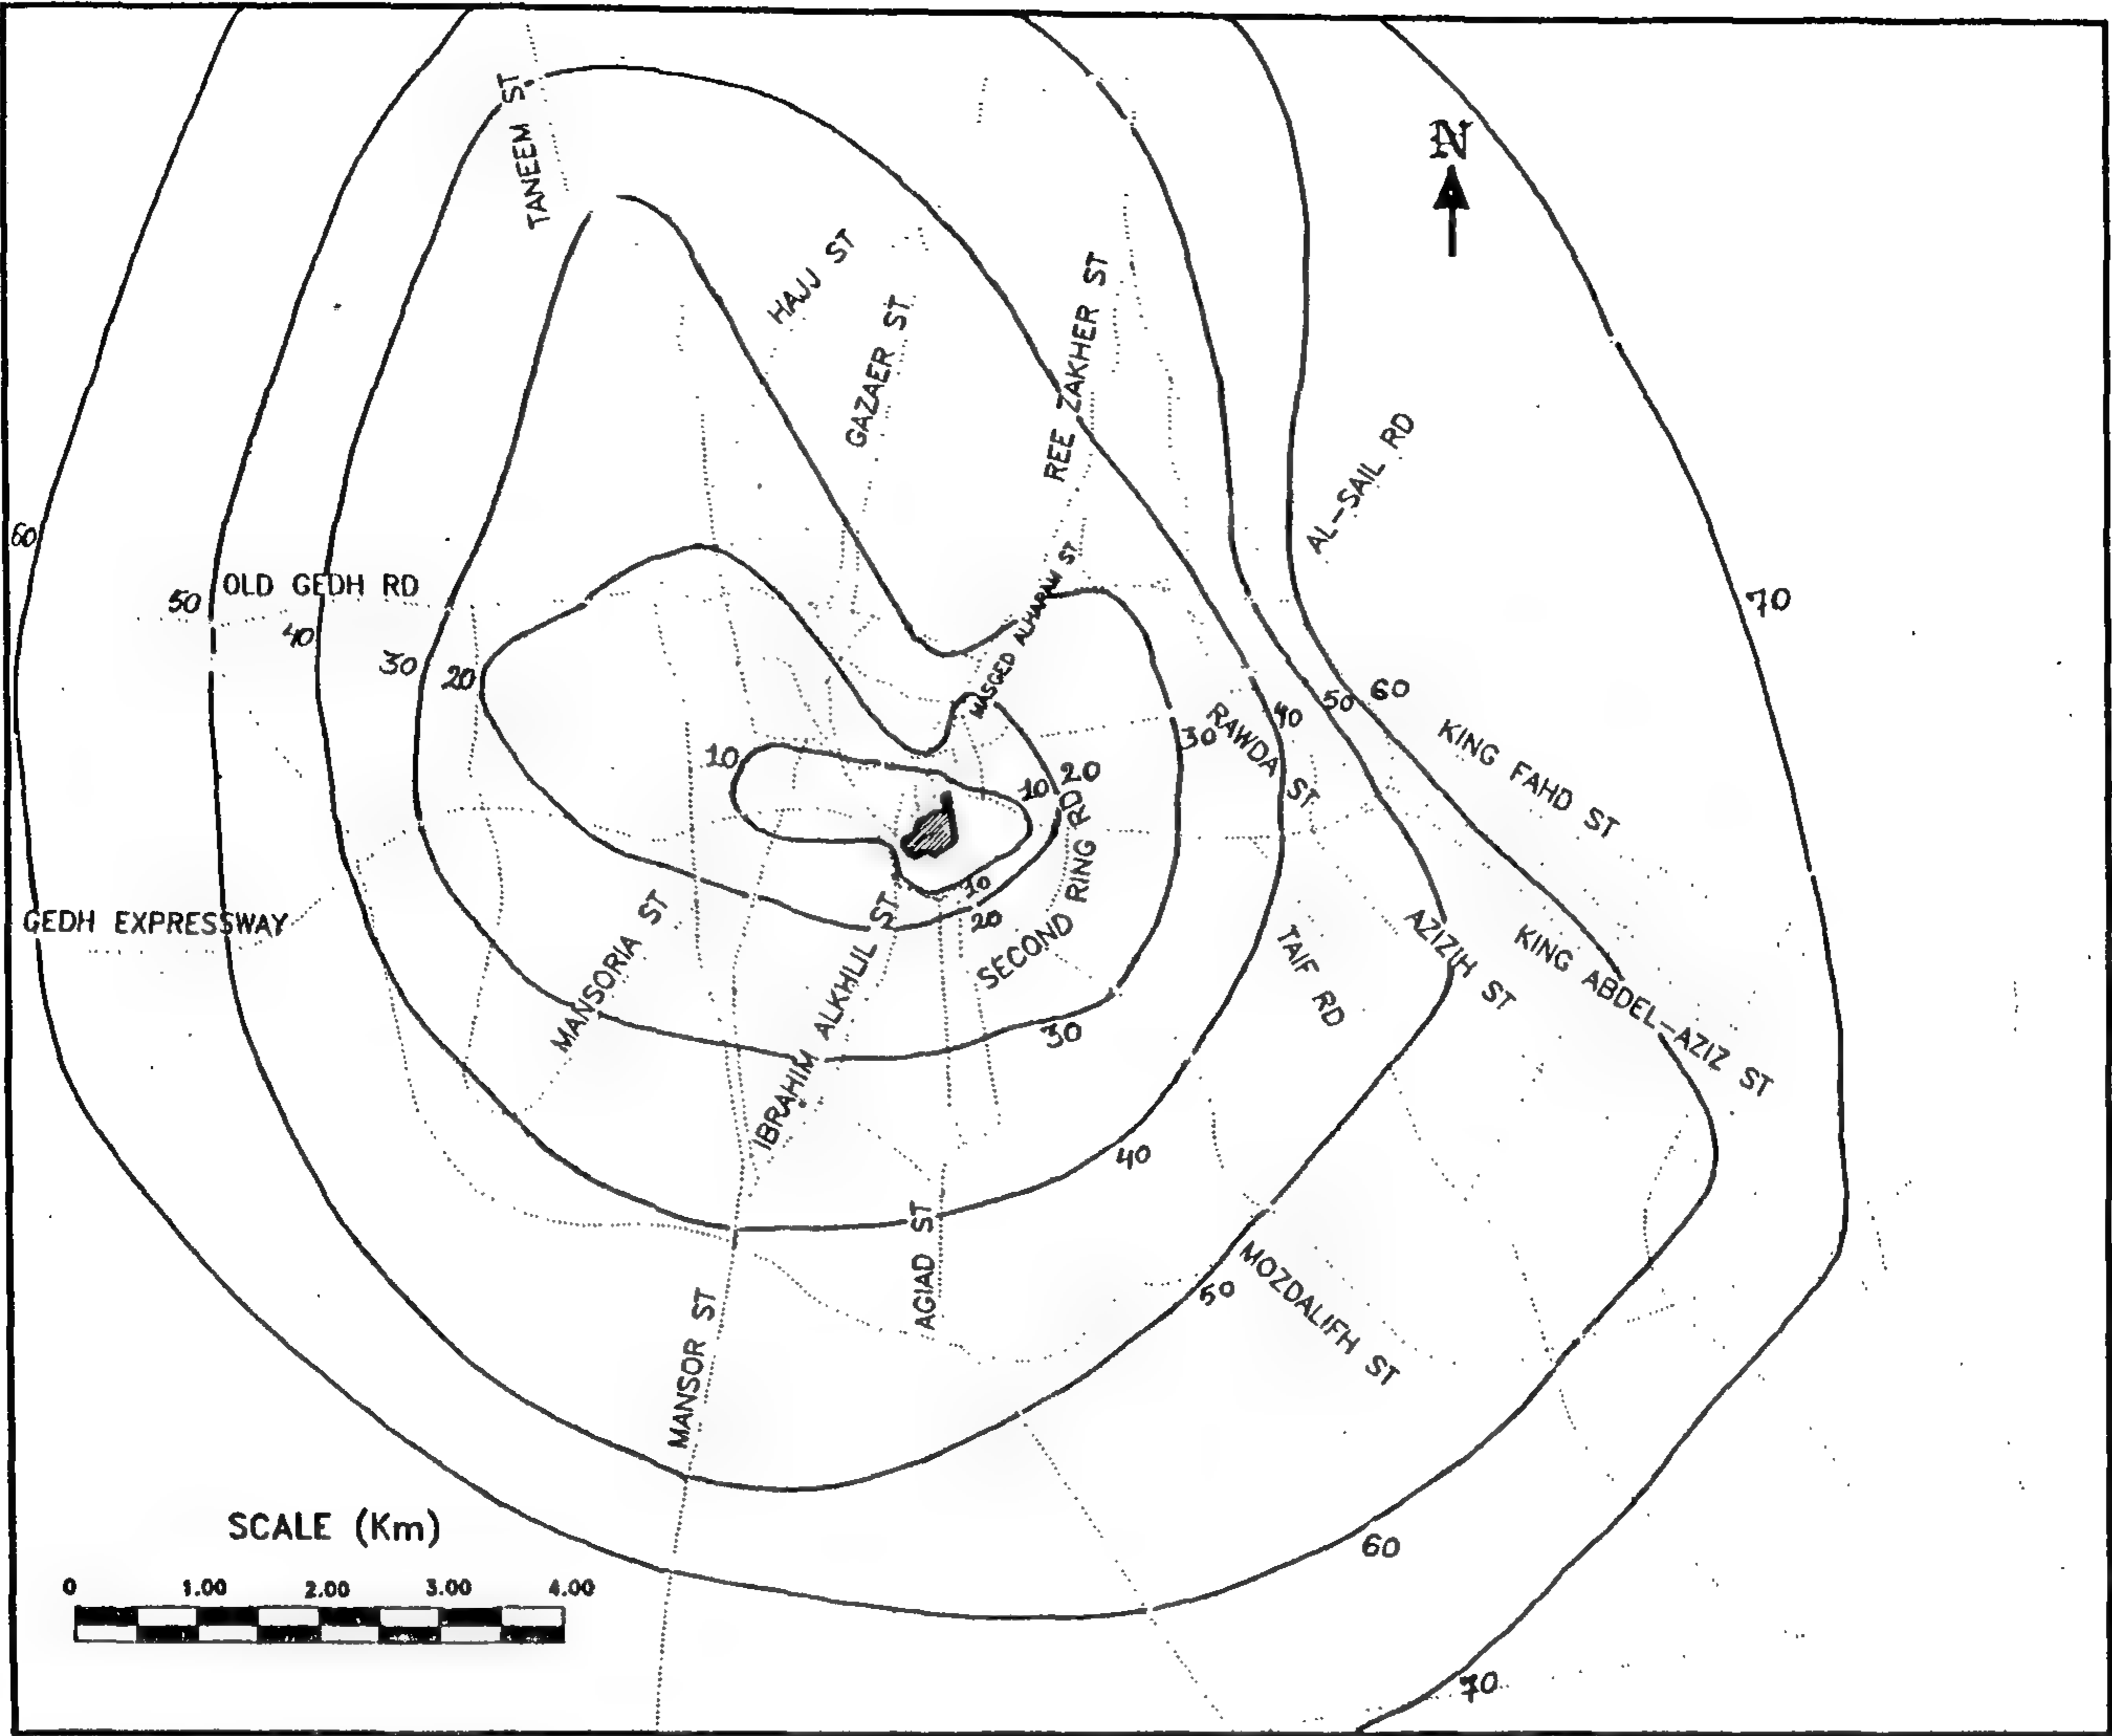 TANEEM ST
N
HAJJ ST
GAZAER ST
REE ZAKHER ST
AL-SAIL RD
60
MASGED ALHARAM ST
OLD GEDH RD
50
40
30
20
70
60
50
40
30
RAWDA ST
KING FAHD ST
10
10
20
SECOND RING RD
10
20
GEDH EXPRESSWAY
MANSORIA ST
IBRAHIM ALKHLIL ST
TAIF RD
AZIZIH ST
KING ABDEL-AZIZ ST
30
40
AGIAD ST
MOZDALIFH ST
50
MANSOR ST
SCALE (Km)
0 1.00 2.00 3.00 4.00
60
70